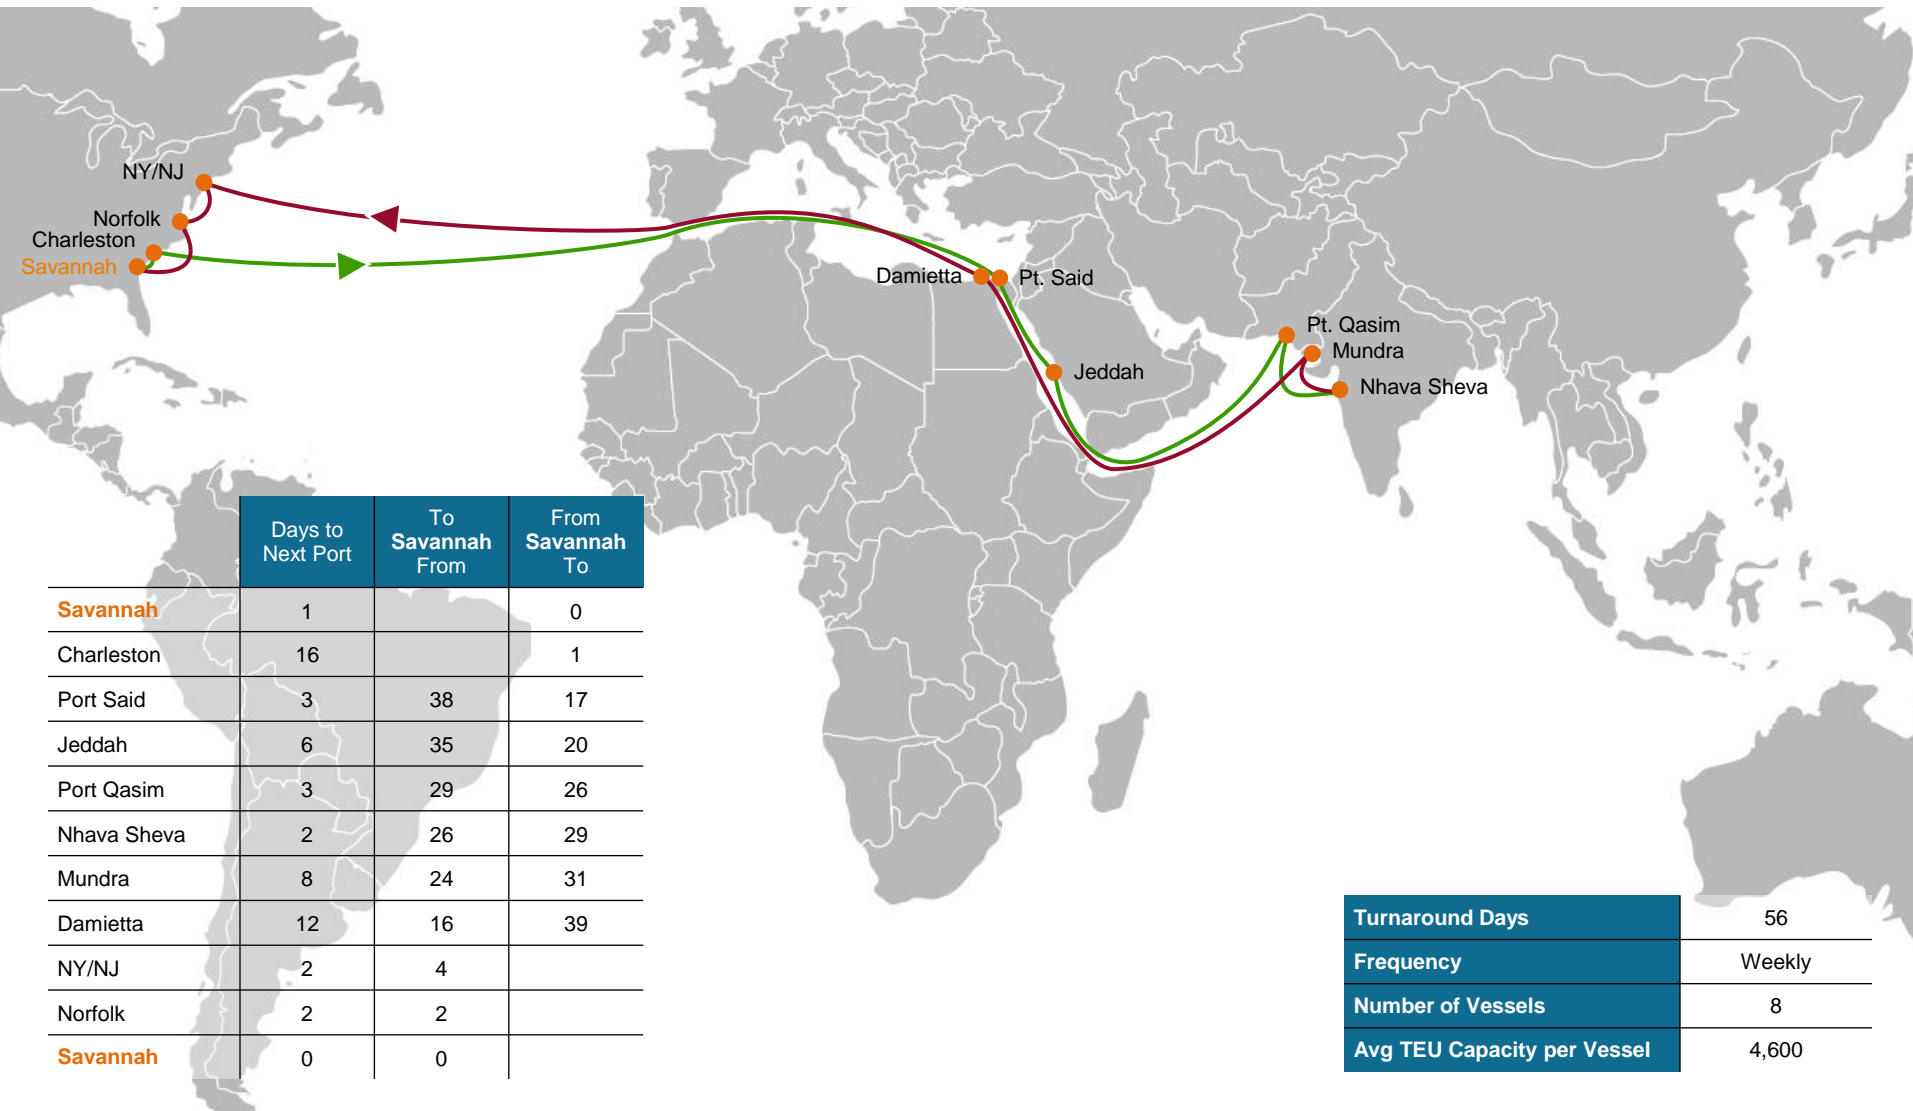 NY/NJ
Norfolk
Charleston
Savannah
Damietta
Pt. Said
Jeddah
Pt. Qasim
Mundra
Nhava Sheva
Days to Next Port To Savannah From From Savannah To
Savannah 1 0
Charleston 16 1
Port Said 3 38 17
Jeddah 6 35 20
Port Qasim 3 29 26
Nhava Sheva 2 26 29
Mundra 8 24 31
Damietta 12 16 39
NY/NJ 2 4
Norfolk 2 2
Savannah 0 0
Turnaround Days 56
Frequency Weekly
Number of Vessels 8
Avg TEU Capacity per Vessel 4,600